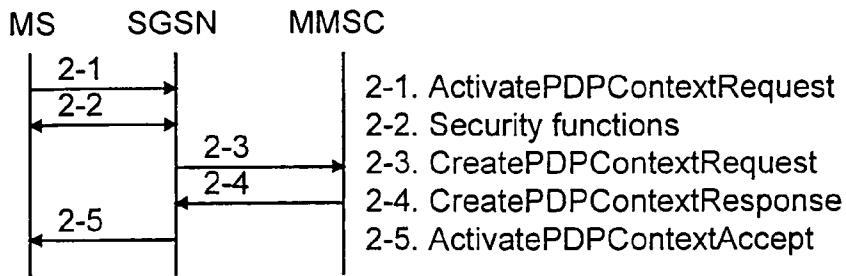 MS SGSN MMSC
2-1
2-2
2-3
2-4
2-5
2-1. ActivatePDPContextRequest
2-2. Security functions
2-3. CreatePDPContextRequest
2-4. CreatePDPContextResponse
2-5. ActivatePDPContextAccept